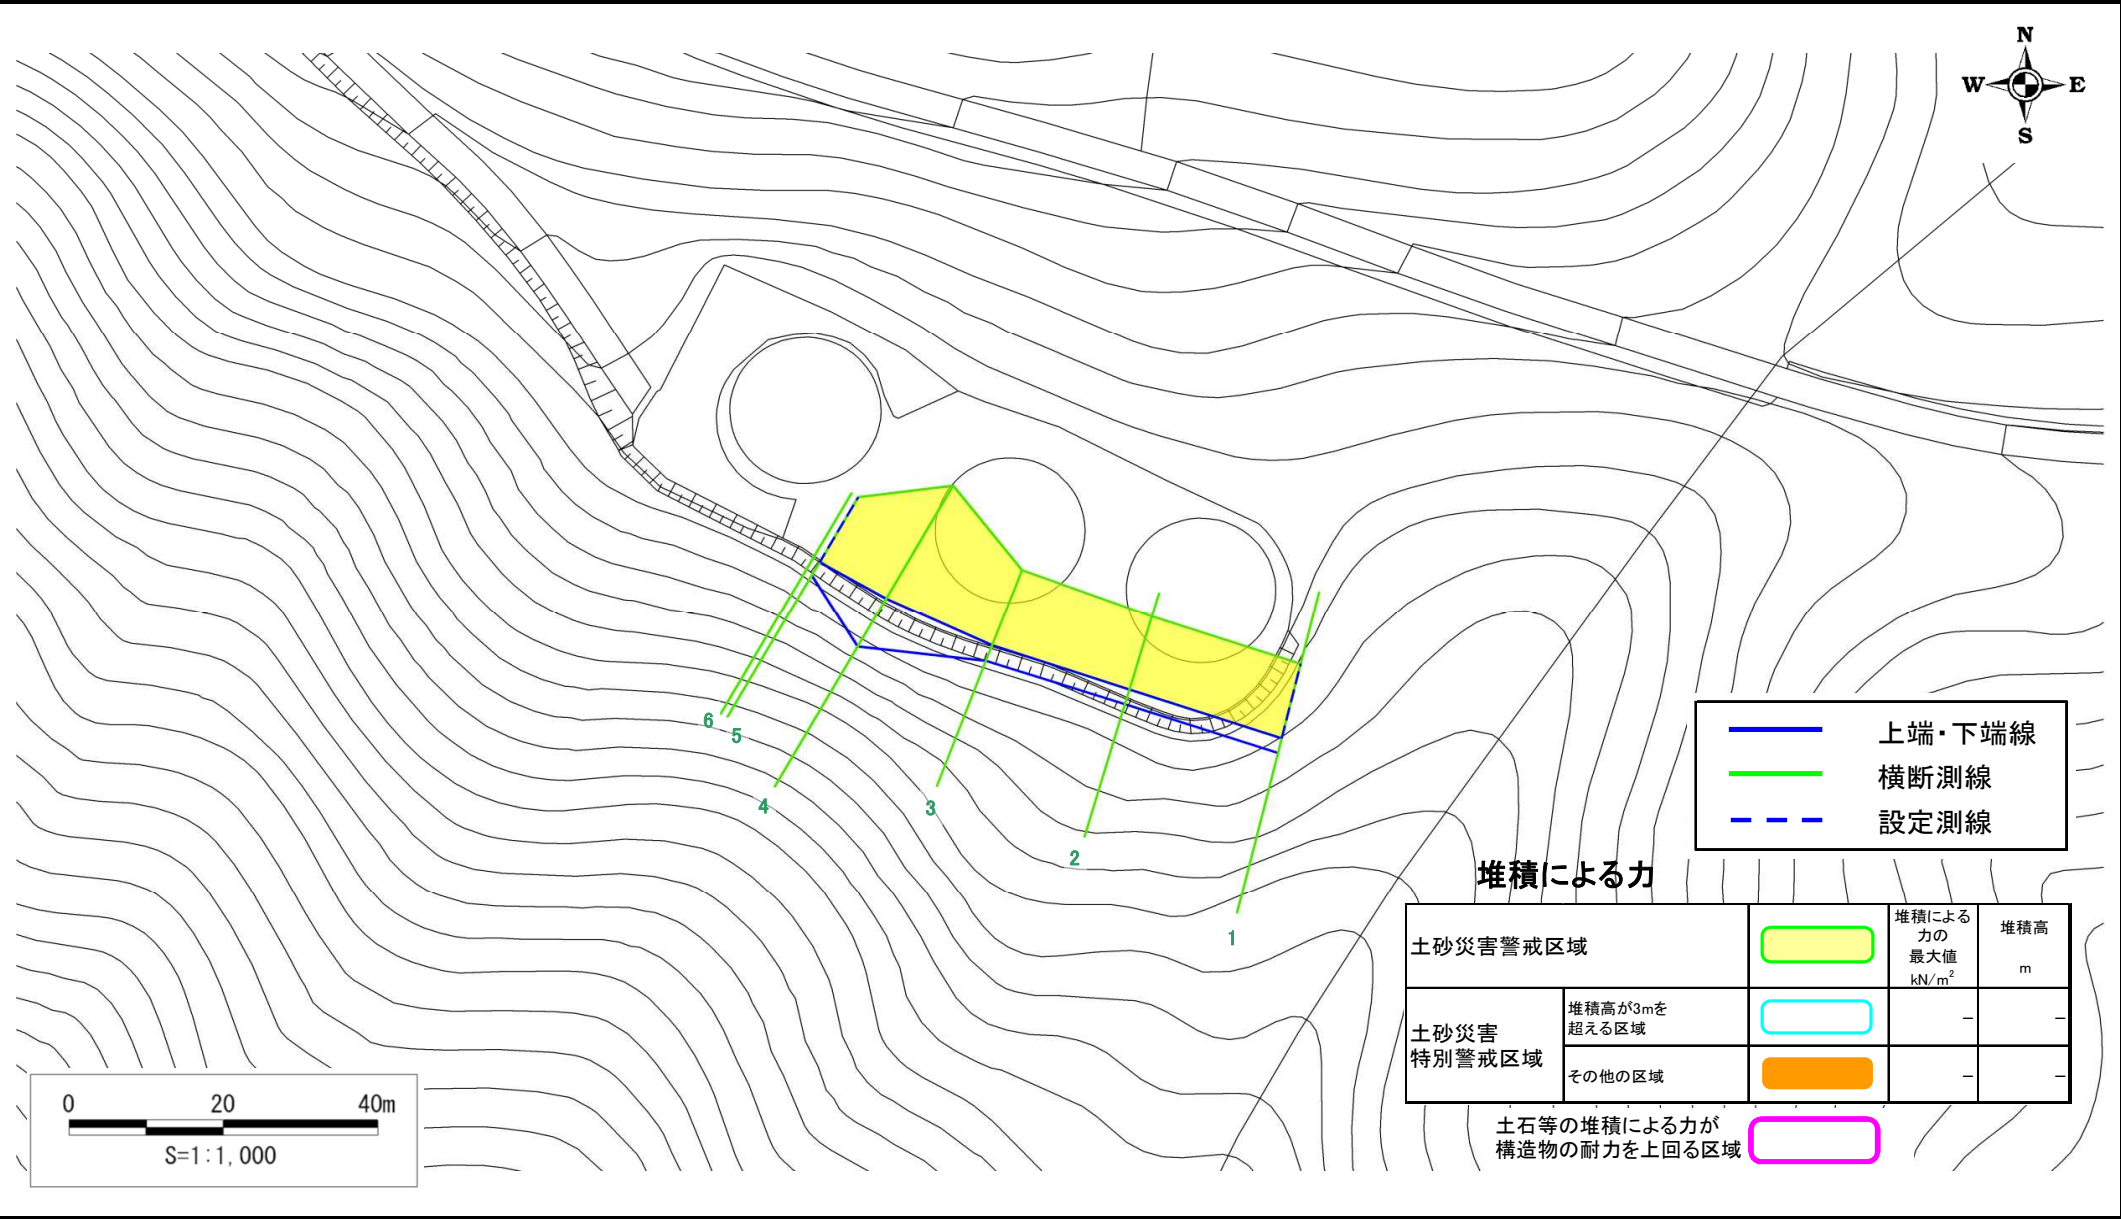 N
W E
S
6
5
4
3
2
1
上端・下端線
横断測線
設定測線
堆積による力
土砂災害警戒区域
堆積による
力の
最大値
kN/m²
堆積高
m
土砂災害
特別警戒区域
堆積高が3mを
超える区域
－ －
その他の区域
－ －
土石等の堆積による力が
構造物の耐力を上回る区域
0 20 40m
S=1:1,000